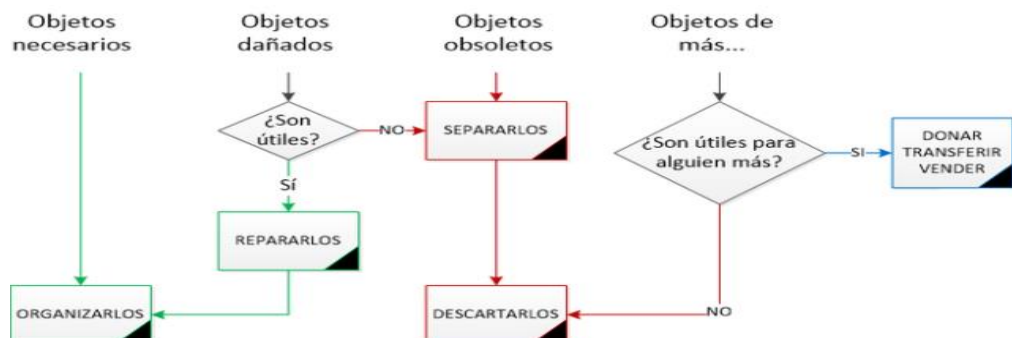 Objetos
necesarios
Objetos
dañados
Objetos
obsoletos
Objetos de
más...
¿Son
útiles?
NO
SEPARARLOS
¿Son útiles para
alguien más?
SI
DONAR
TRANSFERIR
VENDER
Sí
REPARARLOS
ORGANIZARLOS
DESCARTARLOS
NO